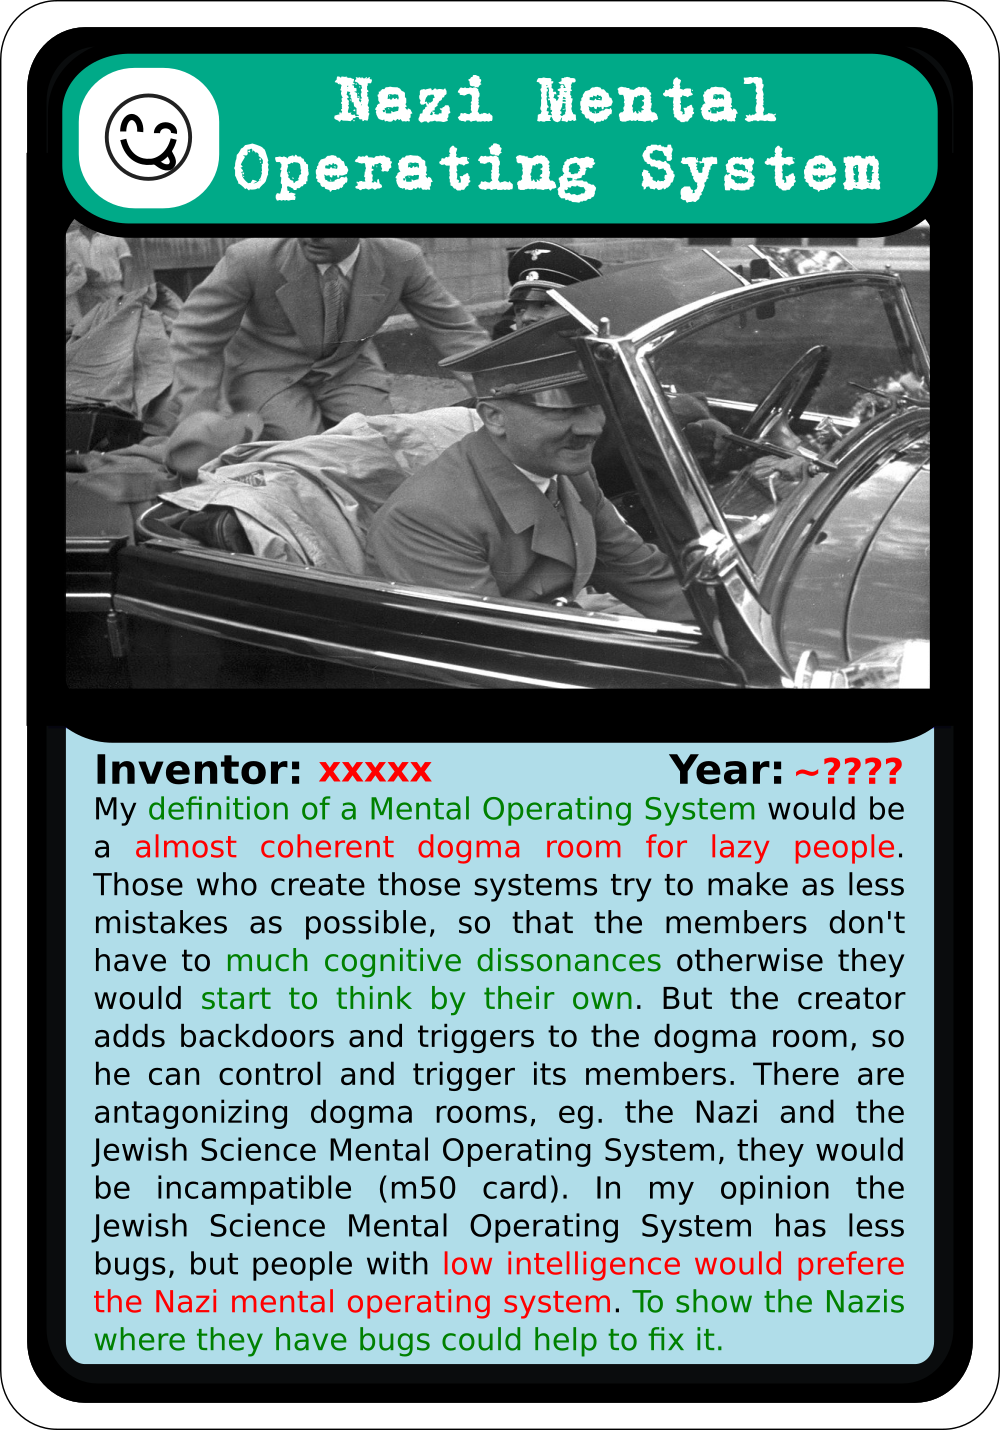 Nazi Mental
Operating System
Inventor: xxxxx Year: ~????
My definition of a Mental Operating System would be
a almost coherent dogma room for lazy people.
Those who create those systems try to make as less
mistakes as possible, so that the members don't
have to much cognitive dissonances otherwise they
would start to think by their own. But the creator
adds backdoors and triggers to the dogma room, so
he can control and trigger its members. There are
antagonizing dogma rooms, eg. the Nazi and the
Jewish Science Mental Operating System, they would
be incampatible (m50 card). In my opinion the
Jewish Science Mental Operating System has less
bugs, but people with low intelligence would prefere
the Nazi mental operating system. To show the Nazis
where they have bugs could help to fix it.